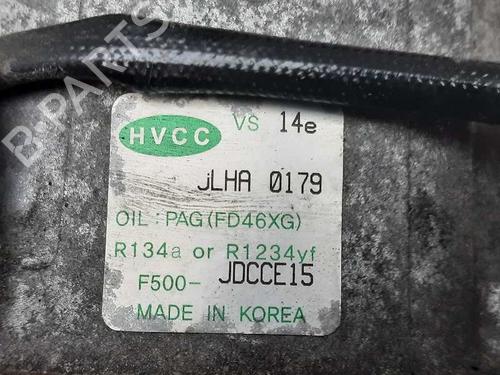 B-PARTS
HVCC VS 14e
JLHA 0179
OIL : PAG(FD46XG)
R134a or R1234yf
F500- JDCCE15
MADE IN KOREA